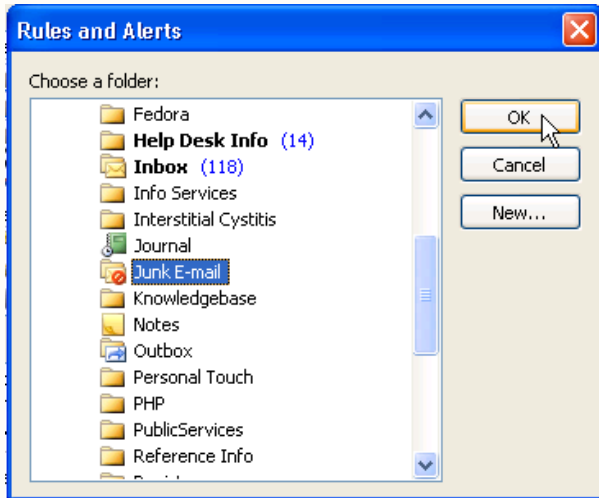 Rules and Alerts
Choose a folder:
Fedora
Help Desk Info (14)
Inbox (118)
Info Services
Interstitial Cystitis
Journal
Junk E-mail
Knowledgebase
Notes
Outbox
Personal Touch
PHP
PublicServices
Reference Info
OK
Cancel
New...